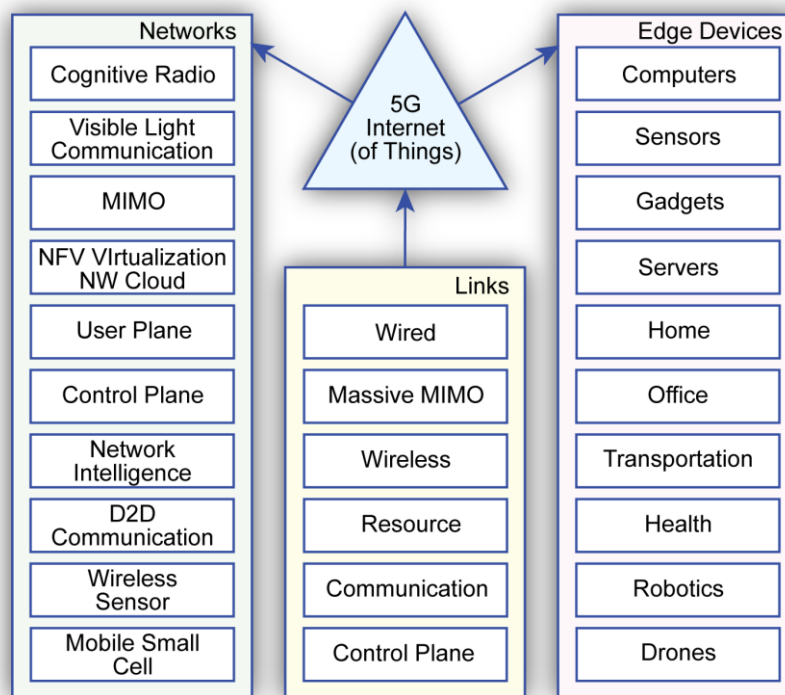 Networks
Cognitive Radio
Visible Light
Communication
MIMO
NFV VIrtualization
NW Cloud
User Plane
Control Plane
Network
Intelligence
D2D
Communication
Wireless
Sensor
Mobile Small
Cell
5G
Internet
(of Things)
Links
Wired
Massive MIMO
Wireless
Resource
Communication
Control Plane
Edge Devices
Computers
Sensors
Gadgets
Servers
Home
Office
Transportation
Health
Robotics
Drones